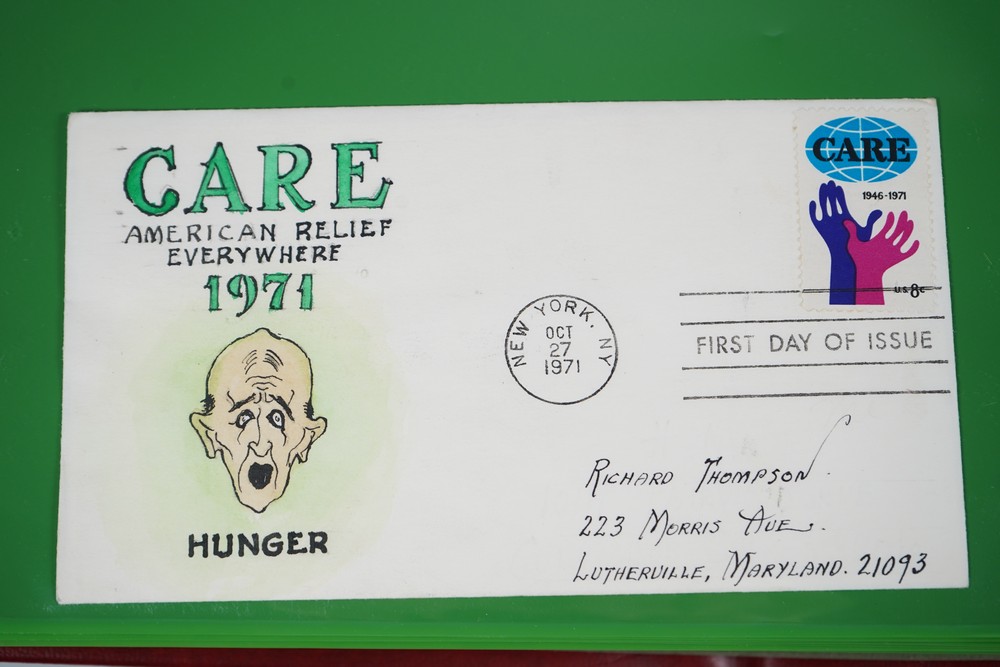 CARE
AMERICAN RELIEF
EVERYWHERE
1971
HUNGER
CARE
1946-1971
U.S. 8c
NEW YORK, NY
OCT
27
1971
FIRST DAY OF ISSUE
RICHARD THOMPSON
223 MORRIS AVE.
LUTHERVILLE, MARYLAND. 21093